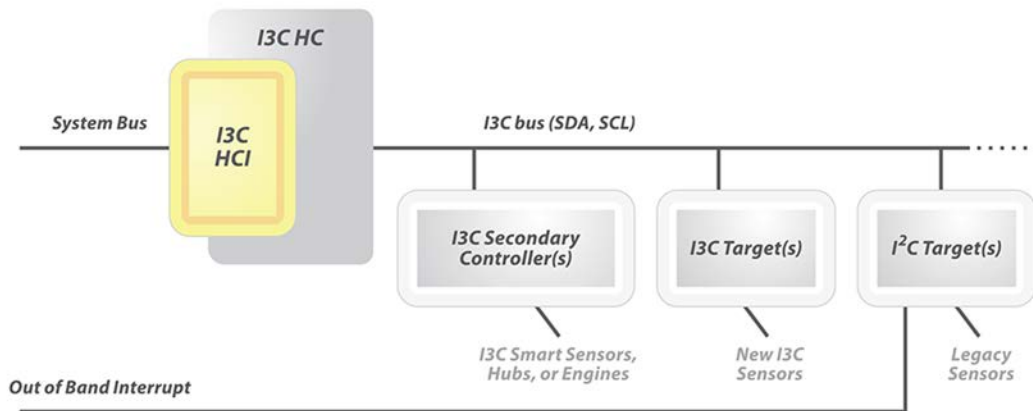 I3C HC
System Bus
I3C
HCI
I3C bus (SDA, SCL)
I3C Secondary
Controller(s)
I3C Target(s)
I²C Target(s)
I3C Smart Sensors,
Hubs, or Engines
New I3C
Sensors
Legacy
Sensors
Out of Band Interrupt